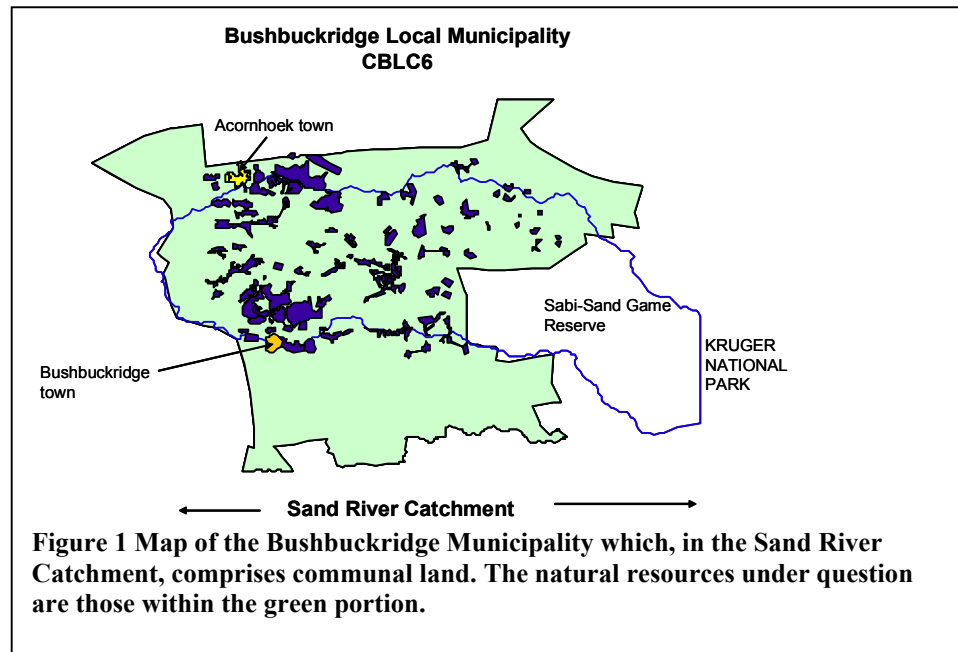 Bushbuckridge Local Municipality
CBLC6
Acornhoek town
Sabi-Sand Game
Reserve
KRUGER
NATIONAL
PARK
Bushbuckridge
town
Sand River Catchment
Figure 1 Map of the Bushbuckridge Municipality which, in the Sand River
Catchment, comprises communal land. The natural resources under question
are those within the green portion.